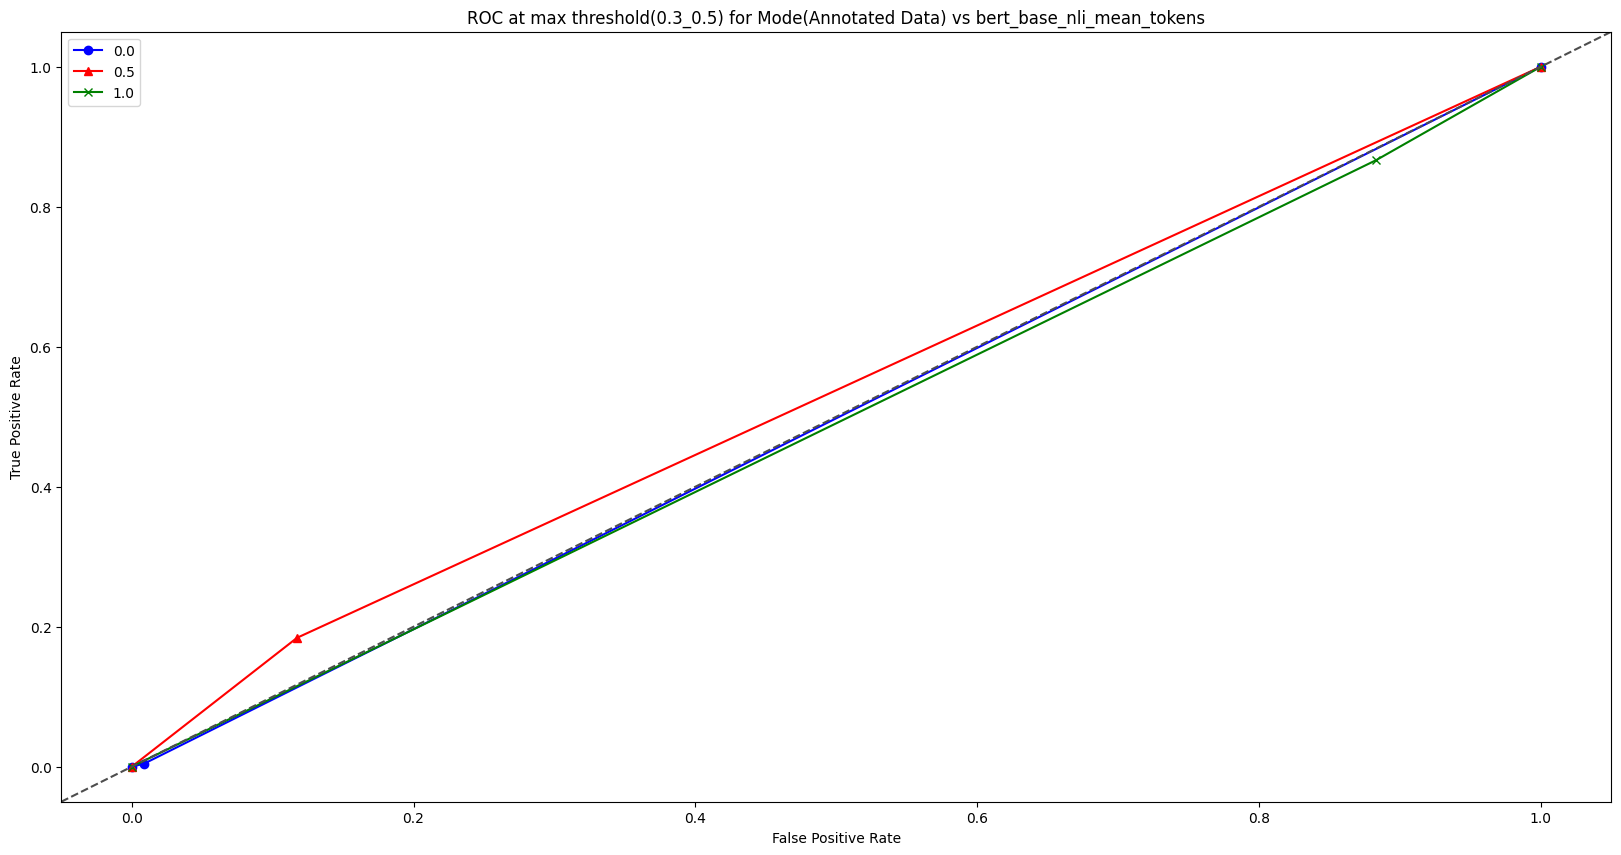 ROC at max threshold(0.3_0.5) for Mode(Annotated Data) vs bert_base_nli_mean_tokens
0.0
0.5
1.0
True Positive Rate
1.0
0.8
0.6
0.4
0.2
0.0
0.0 0.2 0.4 0.6 0.8 1.0
False Positive Rate